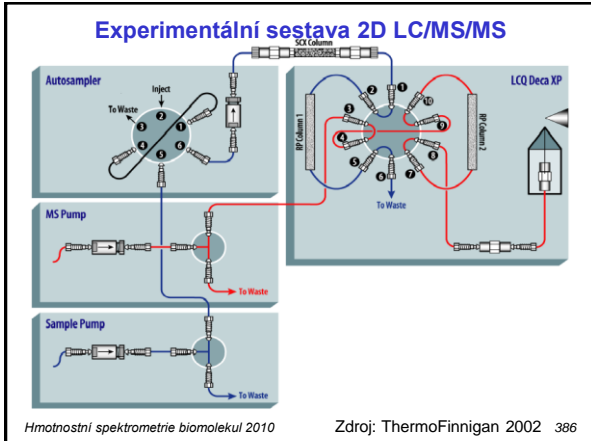 Experimentální sestava 2D LC/MS/MS
SCX Column
Autosampler
Inject
To Waste
2
3
1
4
6
5
LCQ Deca XP
RP Column 1
RP Column 2
1
2
10
3
9
4
8
5
7
6
To Waste
MS Pump
To Waste
Sample Pump
To Waste
Hmotnostní spektrometrie biomolekul 2010
Zdroj: ThermoFinnigan 2002 386